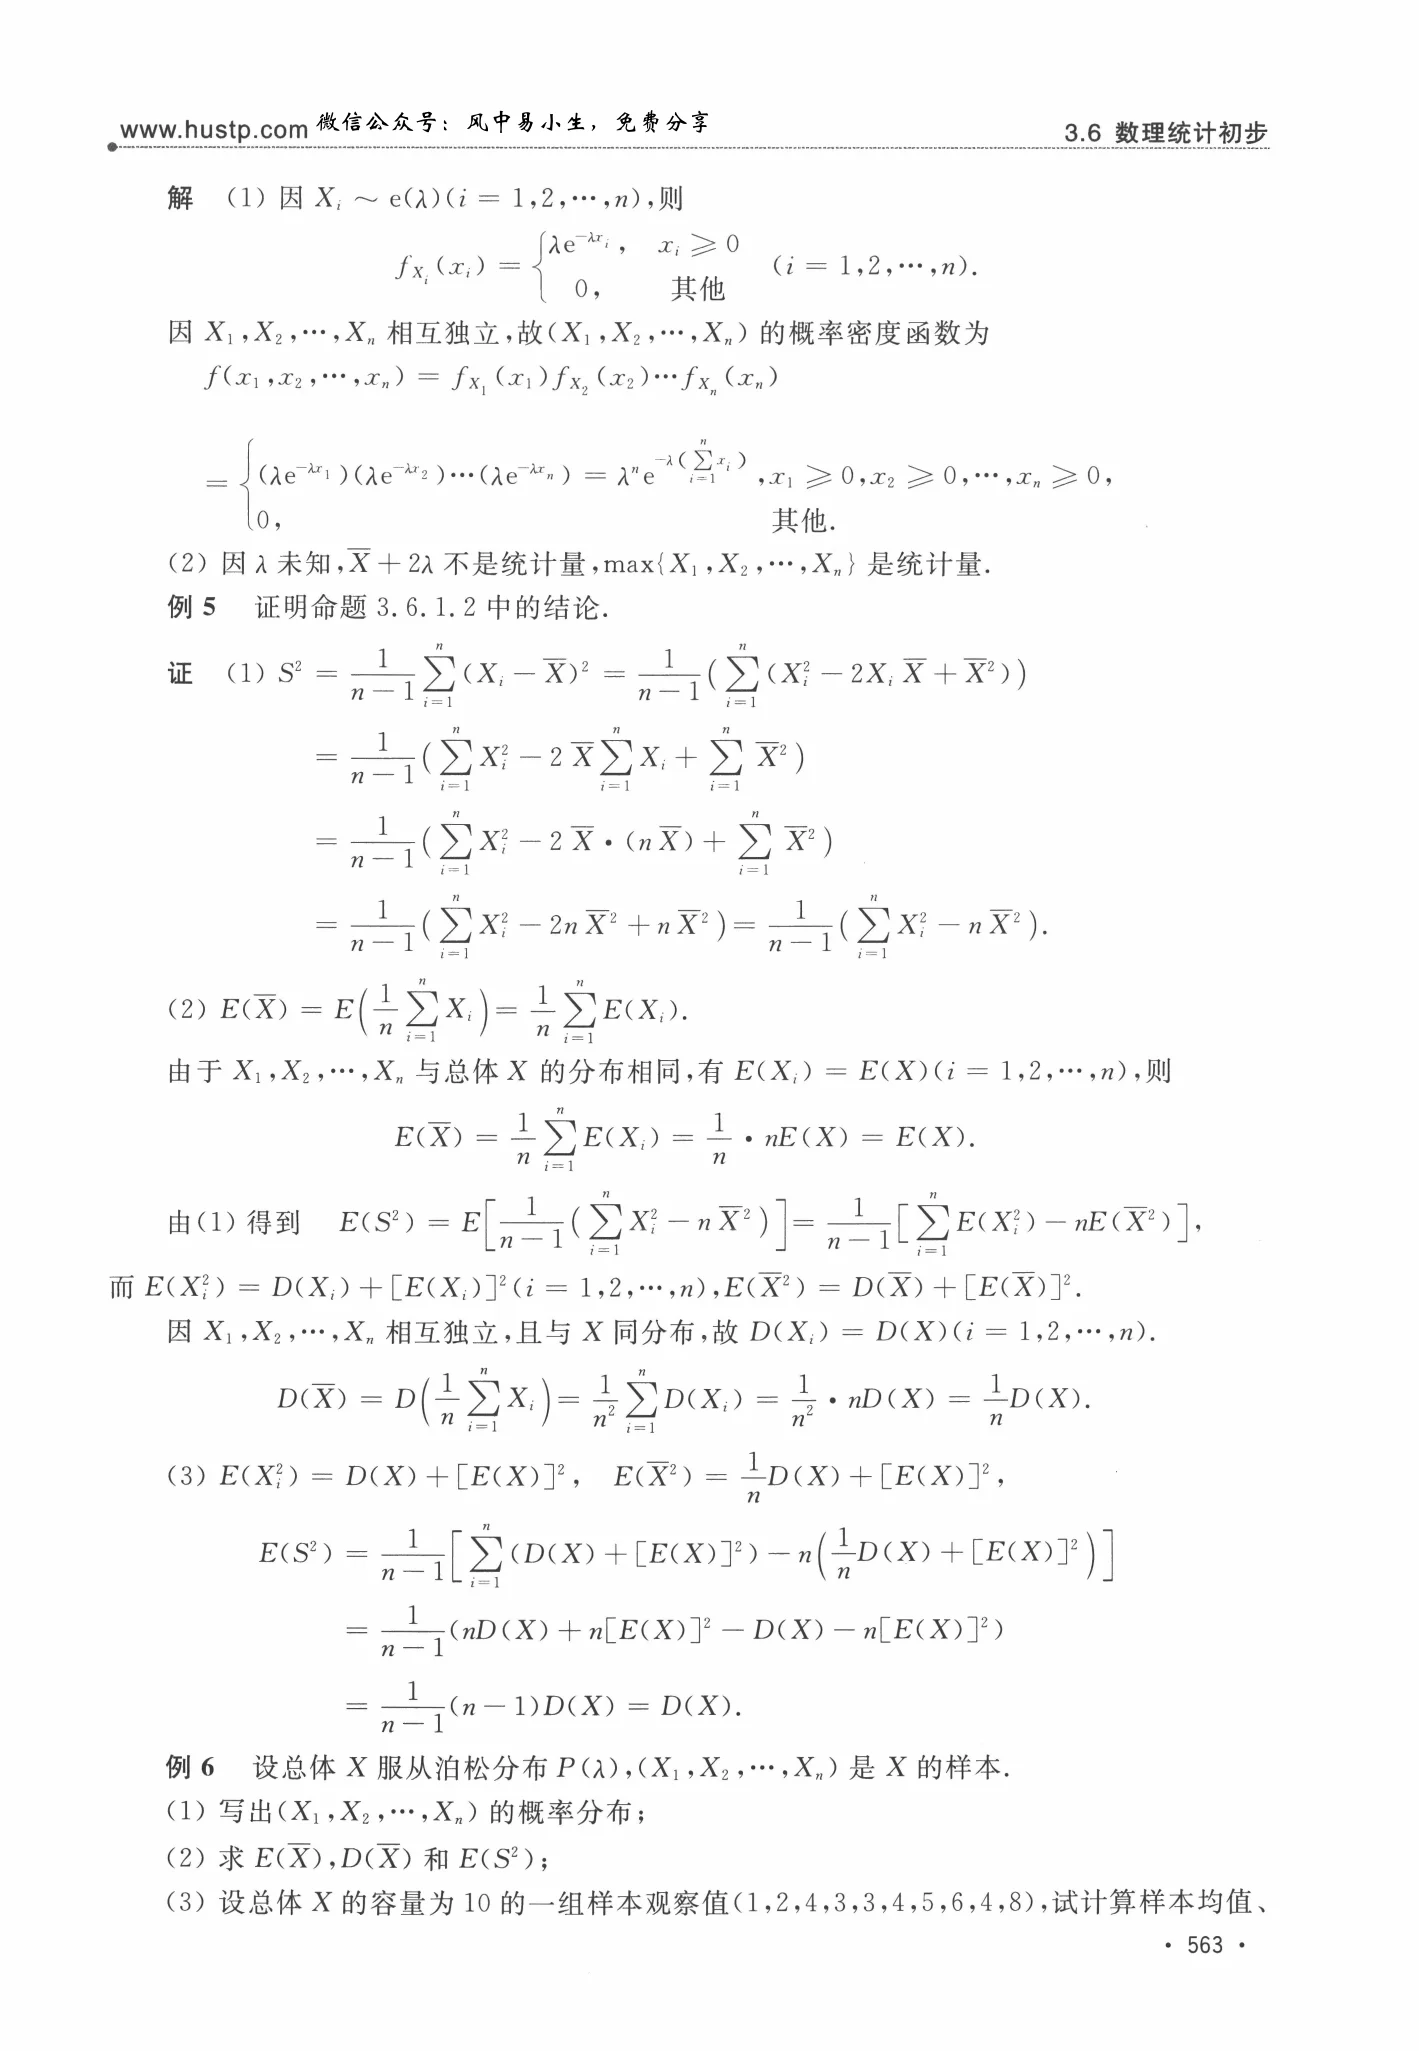 www.hustp.com 微信公众号：风中易小生，免费分享
3.6 数理统计初步
解 (1) 因 $X_i \sim e(\lambda)(i = 1,2,\cdots,n)$,则
$f_{X_i}(x_i) = \begin{cases} \lambda e^{-\lambda x_i}, & x_i \geqslant 0 \\ 0, & 其他 \end{cases} \quad (i = 1,2,\cdots,n).$
因 $X_1,X_2,\cdots,X_n$ 相互独立,故$(X_1,X_2,\cdots,X_n)$ 的概率密度函数为
$f(x_1,x_2,\cdots,x_n) = f_{X_1}(x_1)f_{X_2}(x_2)\cdots f_{X_n}(x_n)$
$= \begin{cases} (\lambda e^{-\lambda x_1})(\lambda e^{-\lambda x_2})\cdots(\lambda e^{-\lambda x_n}) = \lambda^n e^{-\lambda(\sum_{i=1}^{n} x_i)}, x_1 \geqslant 0,x_2 \geqslant 0,\cdots,x_n \geqslant 0, \\ 0, & 其他. \end{cases}$
(2) 因 $\lambda$ 未知,$\overline{X} + 2\lambda$ 不是统计量,$\max\{X_1,X_2,\cdots,X_n\}$ 是统计量.
例 5 证明命题 3.6.1.2 中的结论.
证 (1) $S^2 = \frac{1}{n-1}\sum_{i=1}^{n}(X_i - \overline{X})^2 = \frac{1}{n-1}(\sum_{i=1}^{n}(X_i^2 - 2X_i\overline{X} + \overline{X}^2))$
$= \frac{1}{n-1}(\sum_{i=1}^{n}X_i^2 - 2\overline{X}\sum_{i=1}^{n}X_i + \sum_{i=1}^{n}\overline{X}^2)$
$= \frac{1}{n-1}(\sum_{i=1}^{n}X_i^2 - 2\overline{X} \cdot (n\overline{X}) + \sum_{i=1}^{n}\overline{X}^2)$
$= \frac{1}{n-1}(\sum_{i=1}^{n}X_i^2 - 2n\overline{X}^2 + n\overline{X}^2) = \frac{1}{n-1}(\sum_{i=1}^{n}X_i^2 - n\overline{X}^2).$
(2) $E(\overline{X}) = E\left(\frac{1}{n}\sum_{i=1}^{n}X_i\right) = \frac{1}{n}\sum_{i=1}^{n}E(X_i).$
由于 $X_1,X_2,\cdots,X_n$ 与总体 $X$ 的分布相同,有 $E(X_i) = E(X)(i = 1,2,\cdots,n)$,则
$E(\overline{X}) = \frac{1}{n}\sum_{i=1}^{n}E(X_i) = \frac{1}{n} \cdot nE(X) = E(X).$
由(1) 得到 $E(S^2) = E\left[\frac{1}{n-1}(\sum_{i=1}^{n}X_i^2 - n\overline{X}^2)\right] = \frac{1}{n-1}\left[\sum_{i=1}^{n}E(X_i^2) - nE(\overline{X}^2)\right],$
而 $E(X_i^2) = D(X_i) + [E(X_i)]^2(i = 1,2,\cdots,n),E(\overline{X}^2) = D(\overline{X}) + [E(\overline{X})]^2.$
因 $X_1,X_2,\cdots,X_n$ 相互独立,且与 $X$ 同分布,故 $D(X_i) = D(X)(i = 1,2,\cdots,n).$
$D(\overline{X}) = D\left(\frac{1}{n}\sum_{i=1}^{n}X_i\right) = \frac{1}{n^2}\sum_{i=1}^{n}D(X_i) = \frac{1}{n^2} \cdot nD(X) = \frac{1}{n}D(X).$
(3) $E(X_i^2) = D(X) + [E(X)]^2, \quad E(\overline{X}^2) = \frac{1}{n}D(X) + [E(X)]^2,$
$E(S^2) = \frac{1}{n-1}\left[\sum_{i=1}^{n}(D(X) + [E(X)]^2) - n\left(\frac{1}{n}D(X) + [E(X)]^2\right)\right]$
$= \frac{1}{n-1}(nD(X) + n[E(X)]^2 - D(X) - n[E(X)]^2)$
$= \frac{1}{n-1}(n-1)D(X) = D(X).$
例 6 设总体 $X$ 服从泊松分布 $P(\lambda),(X_1,X_2,\cdots,X_n)$ 是 $X$ 的样本.
(1) 写出$(X_1,X_2,\cdots,X_n)$ 的概率分布;
(2) 求 $E(\overline{X}),D(\overline{X})$ 和 $E(S^2)$;
(3) 设总体 $X$ 的容量为 10 的一组样本观察值(1,2,4,3,3,4,5,6,4,8),试计算样本均值、
· 563 ·